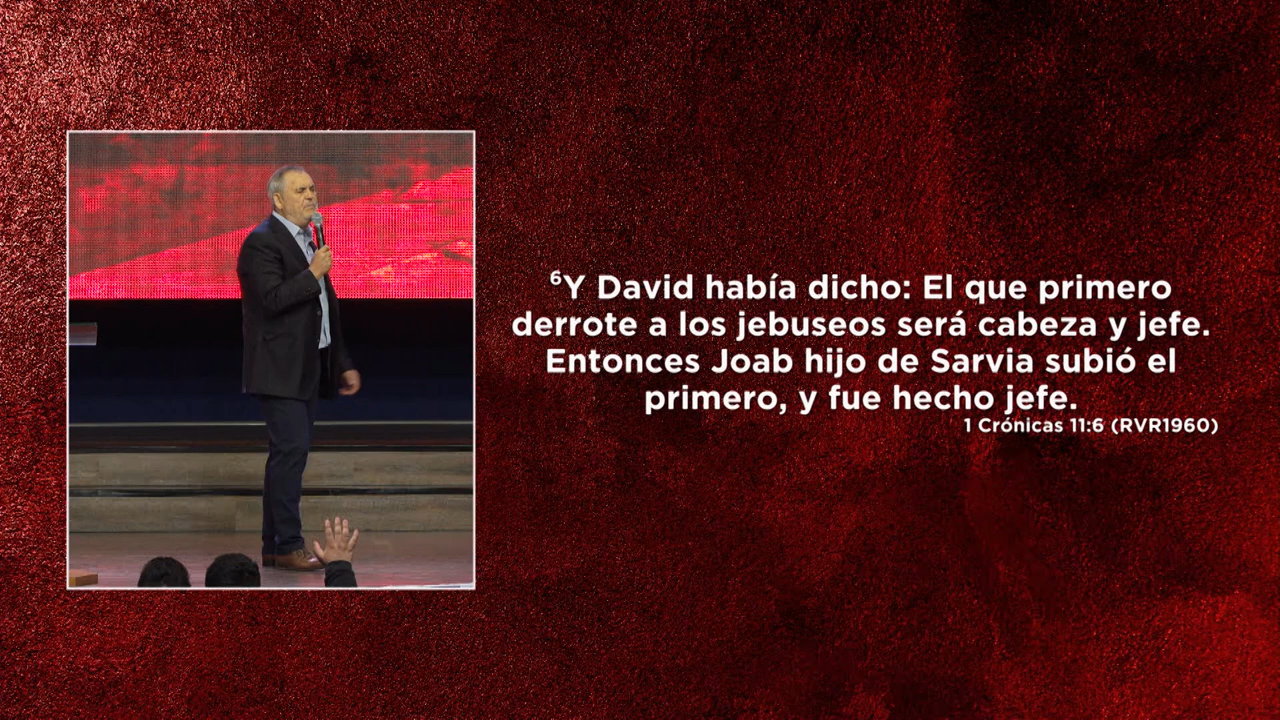 ⁶Y David había dicho: El que primero
derrote a los jebuseos será cabeza y jefe.
Entonces Joab hijo de Sarvia subió el
primero, y fue hecho jefe.
1 Crónicas 11:6 (RVR1960)